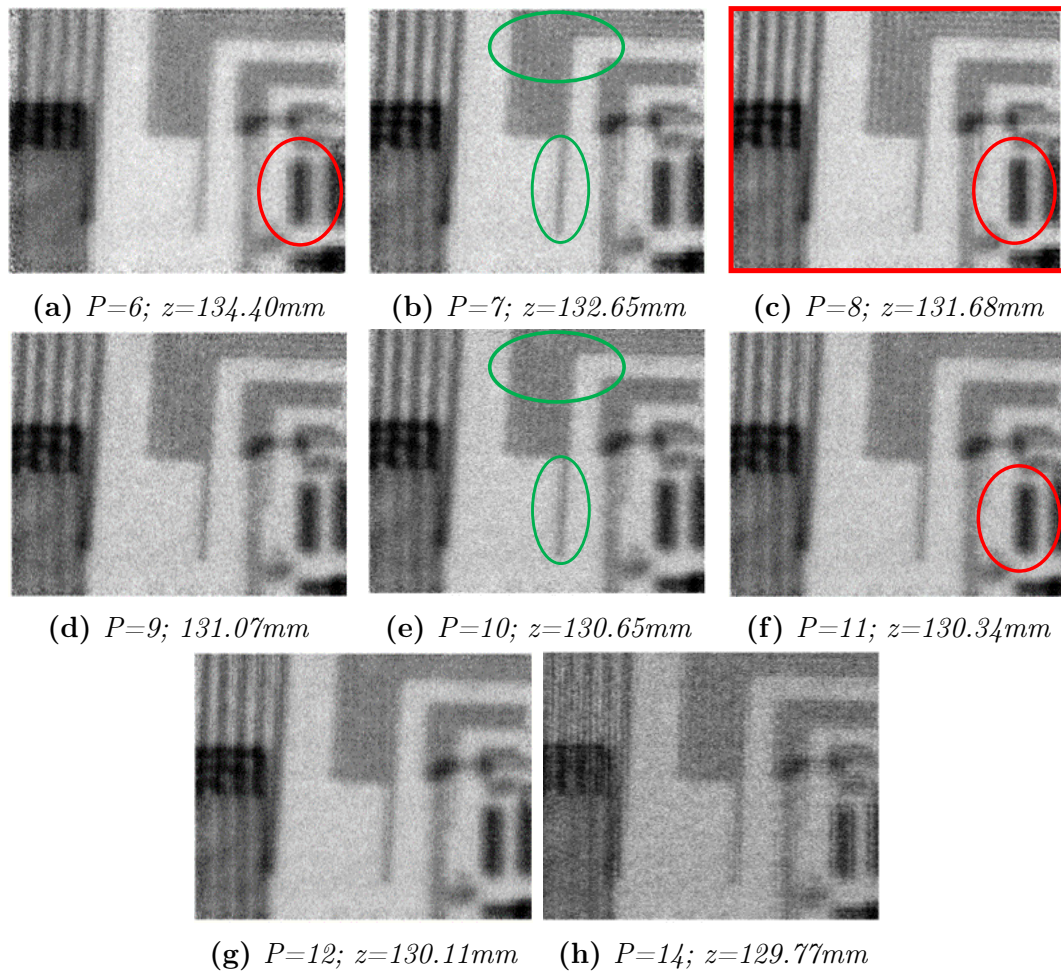 (a) P=6; z=134.40mm
(b) P=7; z=132.65mm
(c) P=8; z=131.68mm
(d) P=9; 131.07mm
(e) P=10; z=130.65mm
(f) P=11; z=130.34mm
(g) P=12; z=130.11mm
(h) P=14; z=129.77mm